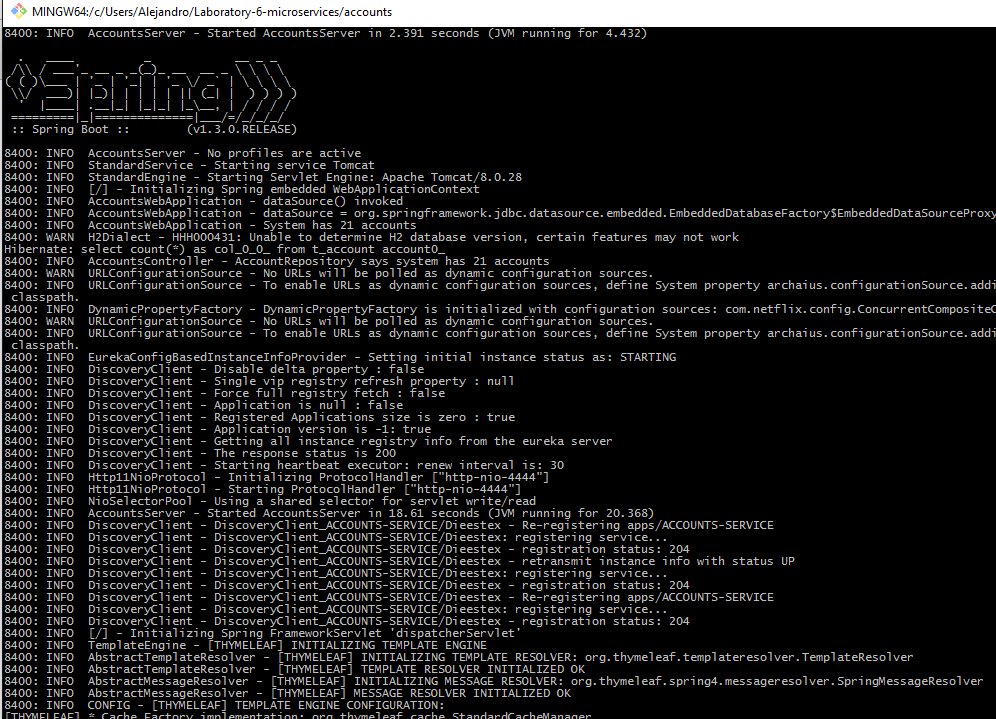 MINGW64:/c/Users/Alejandro/Laboratory-6-microservices/accounts
8400: INFO  AccountsServer - Started AccountsServer in 2.391 seconds (JVM running for 4.432)
Spring
:: Spring Boot ::        (v1.3.0.RELEASE)
8400: INFO  AccountsServer - No profiles are active
8400: INFO  StandardService - Starting service Tomcat
8400: INFO  StandardEngine - Starting Servlet Engine: Apache Tomcat/8.0.28
8400: INFO  [/] - Initializing Spring embedded WebApplicationContext
8400: INFO  AccountsWebApplication - dataSource() invoked
8400: INFO  AccountsWebApplication - dataSource = org.springframework.jdbc.datasource.embedded.EmbeddedDatabaseFactory$EmbeddedDataSourceProxy
8400: INFO  AccountsWebApplication - System has 21 accounts
8400: WARN  H2Dialect - HHH000431: Unable to determine H2 database version, certain features may not work
Hibernate: select count(*) as col_0_0_ from t_account account0_
8400: INFO  AccountsController - AccountRepository says system has 21 accounts
8400: WARN  URLConfigurationSource - No URLs will be polled as dynamic configuration sources.
8400: INFO  URLConfigurationSource - To enable URLs as dynamic configuration sources, define System property archaius.configurationSource.addi
classpath.
8400: INFO  DynamicPropertyFactory - DynamicPropertyFactory is initialized with configuration sources: com.netflix.config.ConcurrentCompositeC
8400: WARN  URLConfigurationSource - No URLs will be polled as dynamic configuration sources.
8400: INFO  URLConfigurationSource - To enable URLs as dynamic configuration sources, define System property archaius.configurationSource.addi
classpath.
8400: INFO  EurekaConfigBasedInstanceInfoProvider - Setting initial instance status as: STARTING
8400: INFO  DiscoveryClient - Disable delta property : false
8400: INFO  DiscoveryClient - Single vip registry refresh property : null
8400: INFO  DiscoveryClient - Force full registry fetch : false
8400: INFO  DiscoveryClient - Application is null : false
8400: INFO  DiscoveryClient - Registered Applications size is zero : true
8400: INFO  DiscoveryClient - Application version is -1: true
8400: INFO  DiscoveryClient - Getting all instance registry info from the eureka server
8400: INFO  DiscoveryClient - The response status is 200
8400: INFO  DiscoveryClient - Starting heartbeat executor: renew interval is: 30
8400: INFO  Http11NioProtocol - Initializing ProtocolHandler ["http-nio-4444"]
8400: INFO  Http11NioProtocol - Starting ProtocolHandler ["http-nio-4444"]
8400: INFO  NioSelectorPool - Using a shared selector for servlet write/read
8400: INFO  AccountsServer - Started AccountsServer in 18.61 seconds (JVM running for 20.368)
8400: INFO  DiscoveryClient - DiscoveryClient_ACCOUNTS-SERVICE/Dieestex - Re-registering apps/ACCOUNTS-SERVICE
8400: INFO  DiscoveryClient - DiscoveryClient_ACCOUNTS-SERVICE/Dieestex: registering service...
8400: INFO  DiscoveryClient - DiscoveryClient_ACCOUNTS-SERVICE/Dieestex - registration status: 204
8400: INFO  DiscoveryClient - DiscoveryClient_ACCOUNTS-SERVICE/Dieestex - retransmit instance info with status UP
8400: INFO  DiscoveryClient - DiscoveryClient_ACCOUNTS-SERVICE/Dieestex: registering service...
8400: INFO  DiscoveryClient - DiscoveryClient_ACCOUNTS-SERVICE/Dieestex - registration status: 204
8400: INFO  DiscoveryClient - DiscoveryClient_ACCOUNTS-SERVICE/Dieestex - Re-registering apps/ACCOUNTS-SERVICE
8400: INFO  DiscoveryClient - DiscoveryClient_ACCOUNTS-SERVICE/Dieestex: registering service...
8400: INFO  DiscoveryClient - DiscoveryClient_ACCOUNTS-SERVICE/Dieestex - registration status: 204
8400: INFO  [/] - Initializing Spring FrameworkServlet 'dispatcherServlet'
8400: INFO  TemplateEngine - [THYMELEAF] INITIALIZING TEMPLATE ENGINE
8400: INFO  AbstractTemplateResolver - [THYMELEAF] INITIALIZING TEMPLATE RESOLVER: org.thymeleaf.templateresolver.TemplateResolver
8400: INFO  AbstractTemplateResolver - [THYMELEAF] TEMPLATE RESOLVER INITIALIZED OK
8400: INFO  AbstractMessageResolver - [THYMELEAF] INITIALIZING MESSAGE RESOLVER: org.thymeleaf.spring4.messageresolver.SpringMessageResolver
8400: INFO  AbstractMessageResolver - [THYMELEAF] MESSAGE RESOLVER INITIALIZED OK
8400: INFO  CONFIG - [THYMELEAF] TEMPLATE ENGINE CONFIGURATION:
[THYMELEAF] * Cache Factory implementation: org.thymeleaf.cache.StandardCacheManager